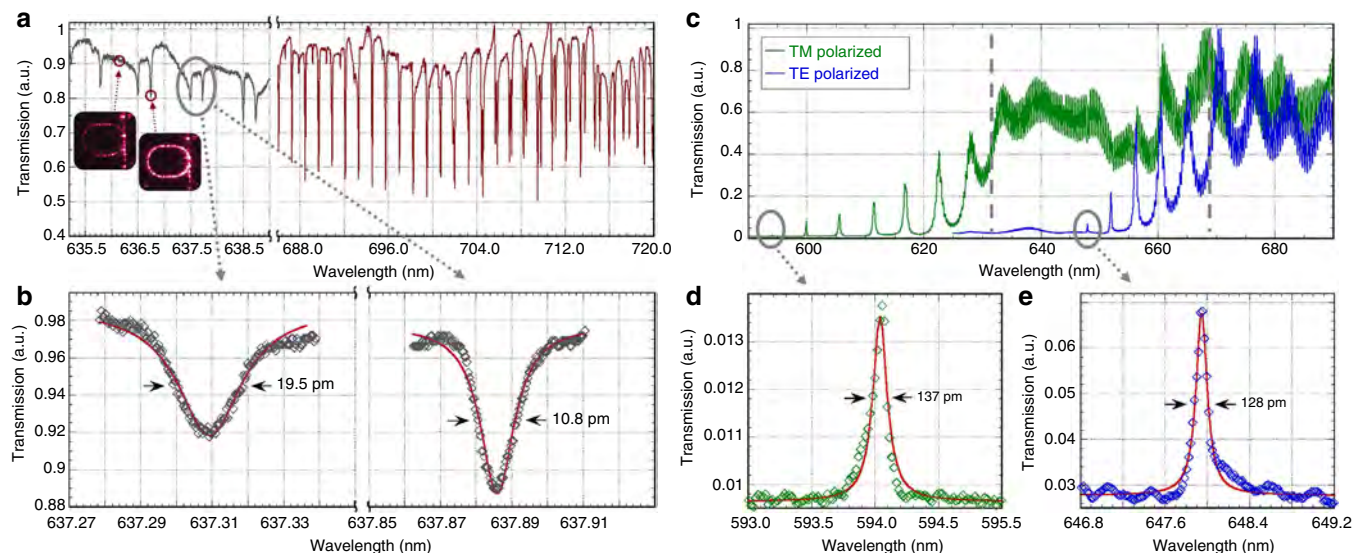 a
Transmission (a.u.)
1
0.9
0.8
0.7
0.6
0.5
0.4
635.5 636.5 637.5 638.5 688.0 696.0 704.0 712.0 720.0
Wavelength (nm)
b
Transmission (a.u.)
0.98
0.96
0.94
0.92
0.9
0.88
19.5 pm
10.8 pm
637.27 637.29 637.31 637.33 637.85 637.87 637.89 637.91
Wavelength (nm)
c
Transmission (a.u.)
1
0.8
0.6
0.4
0.2
0
TM polarized
TE polarized
600 620 640 660 680
Wavelength (nm)
d
Transmission (a.u.)
0.013
0.012
0.011
0.01
137 pm
593.0 593.5 594.0 594.5 595.5
Wavelength (nm)
e
Transmission (a.u.)
0.06
0.05
0.04
0.03
128 pm
646.8 647.8 648.4 649.2
Wavelength (nm)